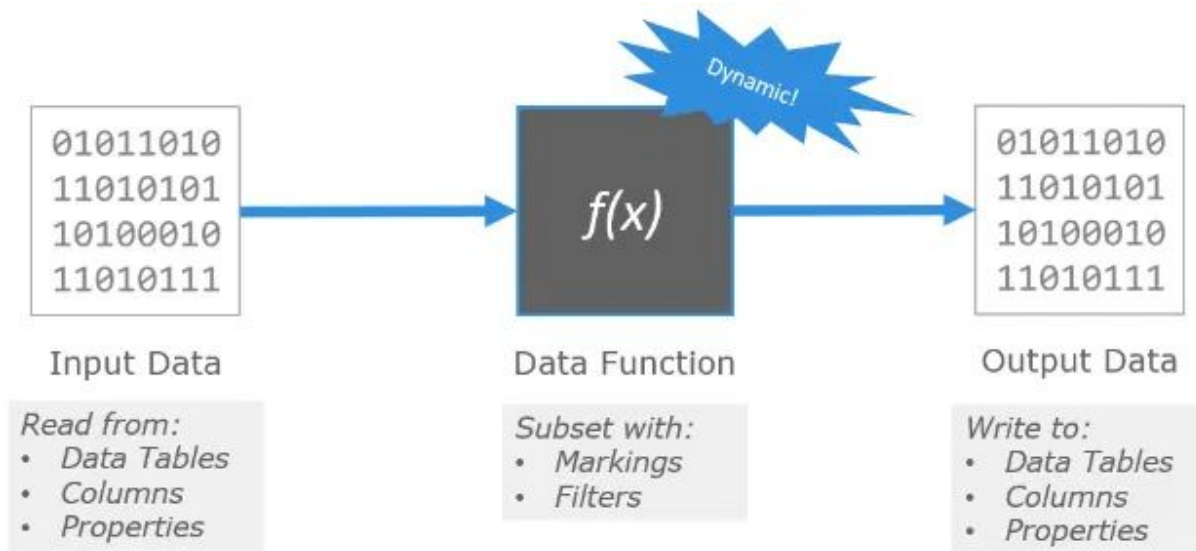 Dynamic!
01011010
11010101
10100010
11010111
f(x)
01011010
11010101
10100010
11010111
Input Data
Data Function
Output Data
Read from:
• Data Tables
• Columns
• Properties
Subset with:
• Markings
• Filters
Write to:
• Data Tables
• Columns
• Properties